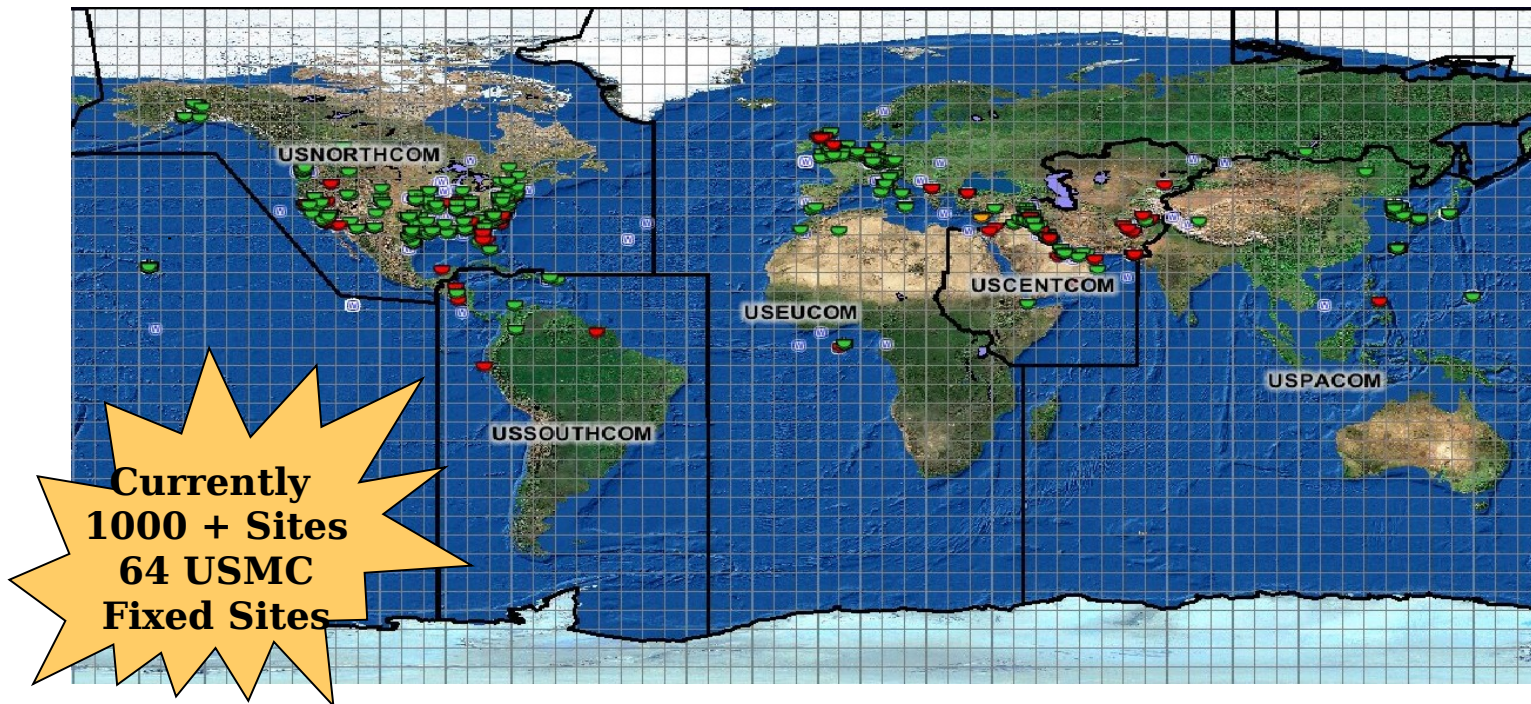 USNORTHCOM
USCENTCOM
USEUCOM
USPACOM
USSOUTHCOM
Currently
1000 + Sites
64 USMC
Fixed Sites